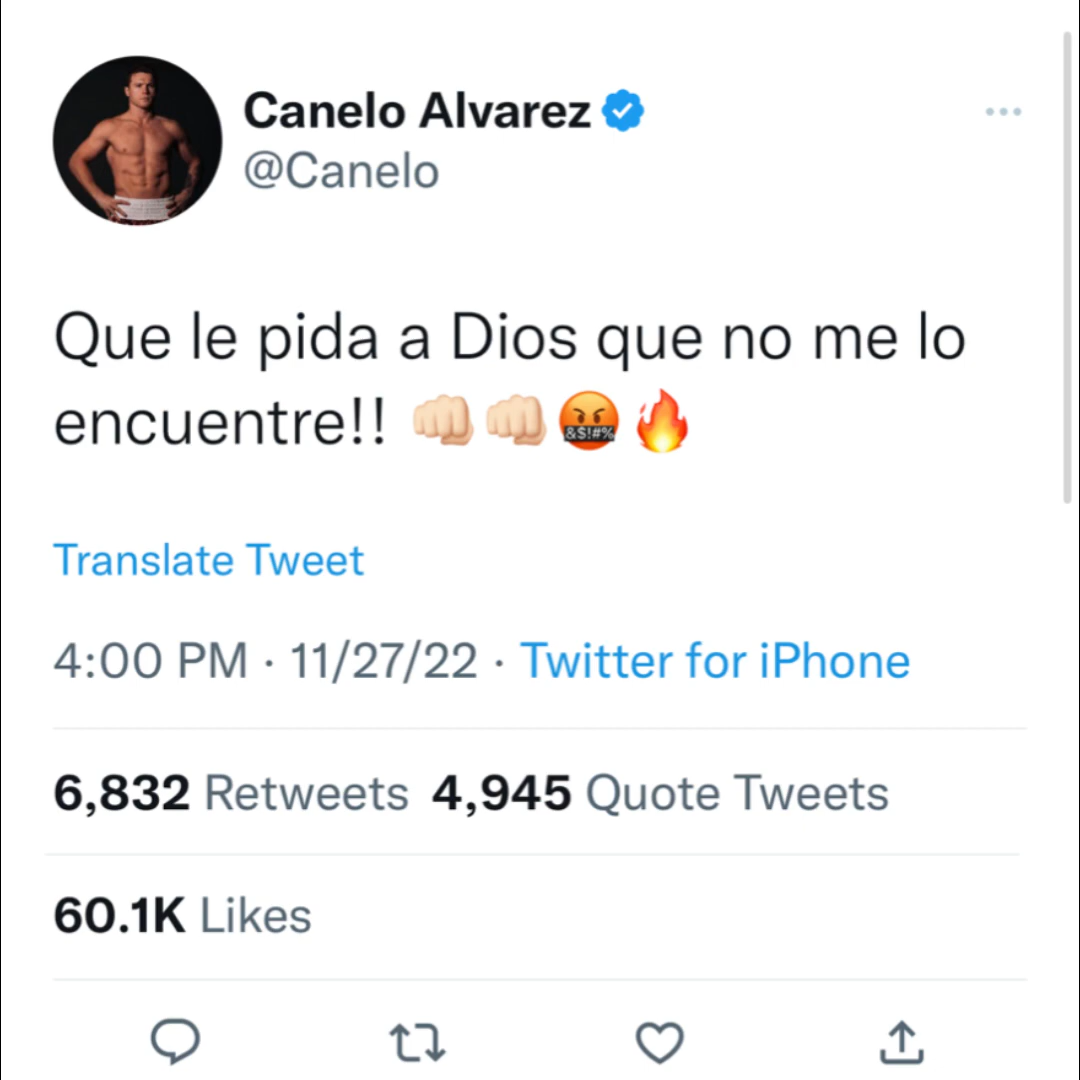 Canelo Alvarez
@Canelo
Que le pida a Dios que no me lo
encuentre!! 👊🏻👊🏻🤬🔥
Translate Tweet
4:00 PM · 11/27/22 · Twitter for iPhone
6,832 Retweets 4,945 Quote Tweets
60.1K Likes